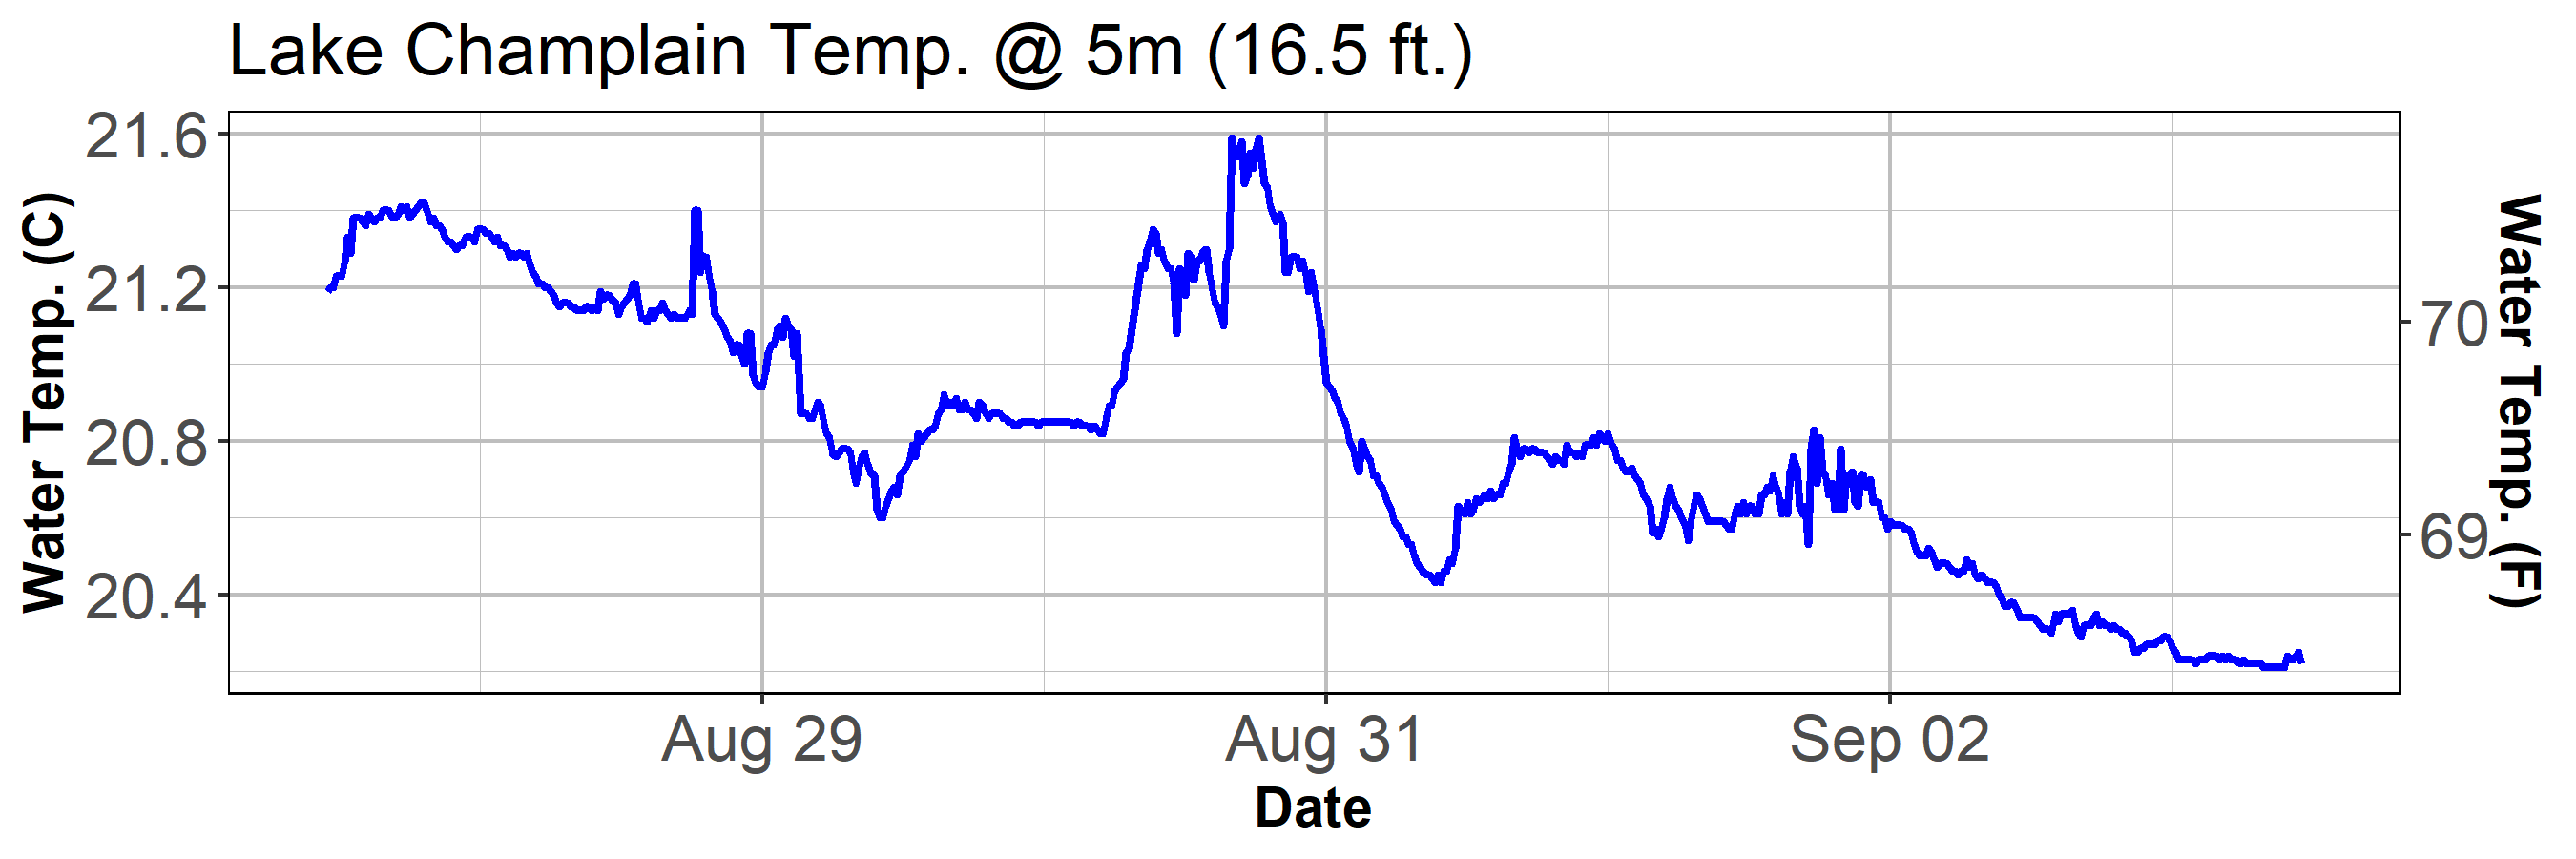 Lake Champlain Temp. @ 5m (16.5 ft.)
Water Temp. (C)
21.6
21.2
20.8
20.4
70
69
Water Temp. (F)
Aug 29
Aug 31
Sep 02
Date